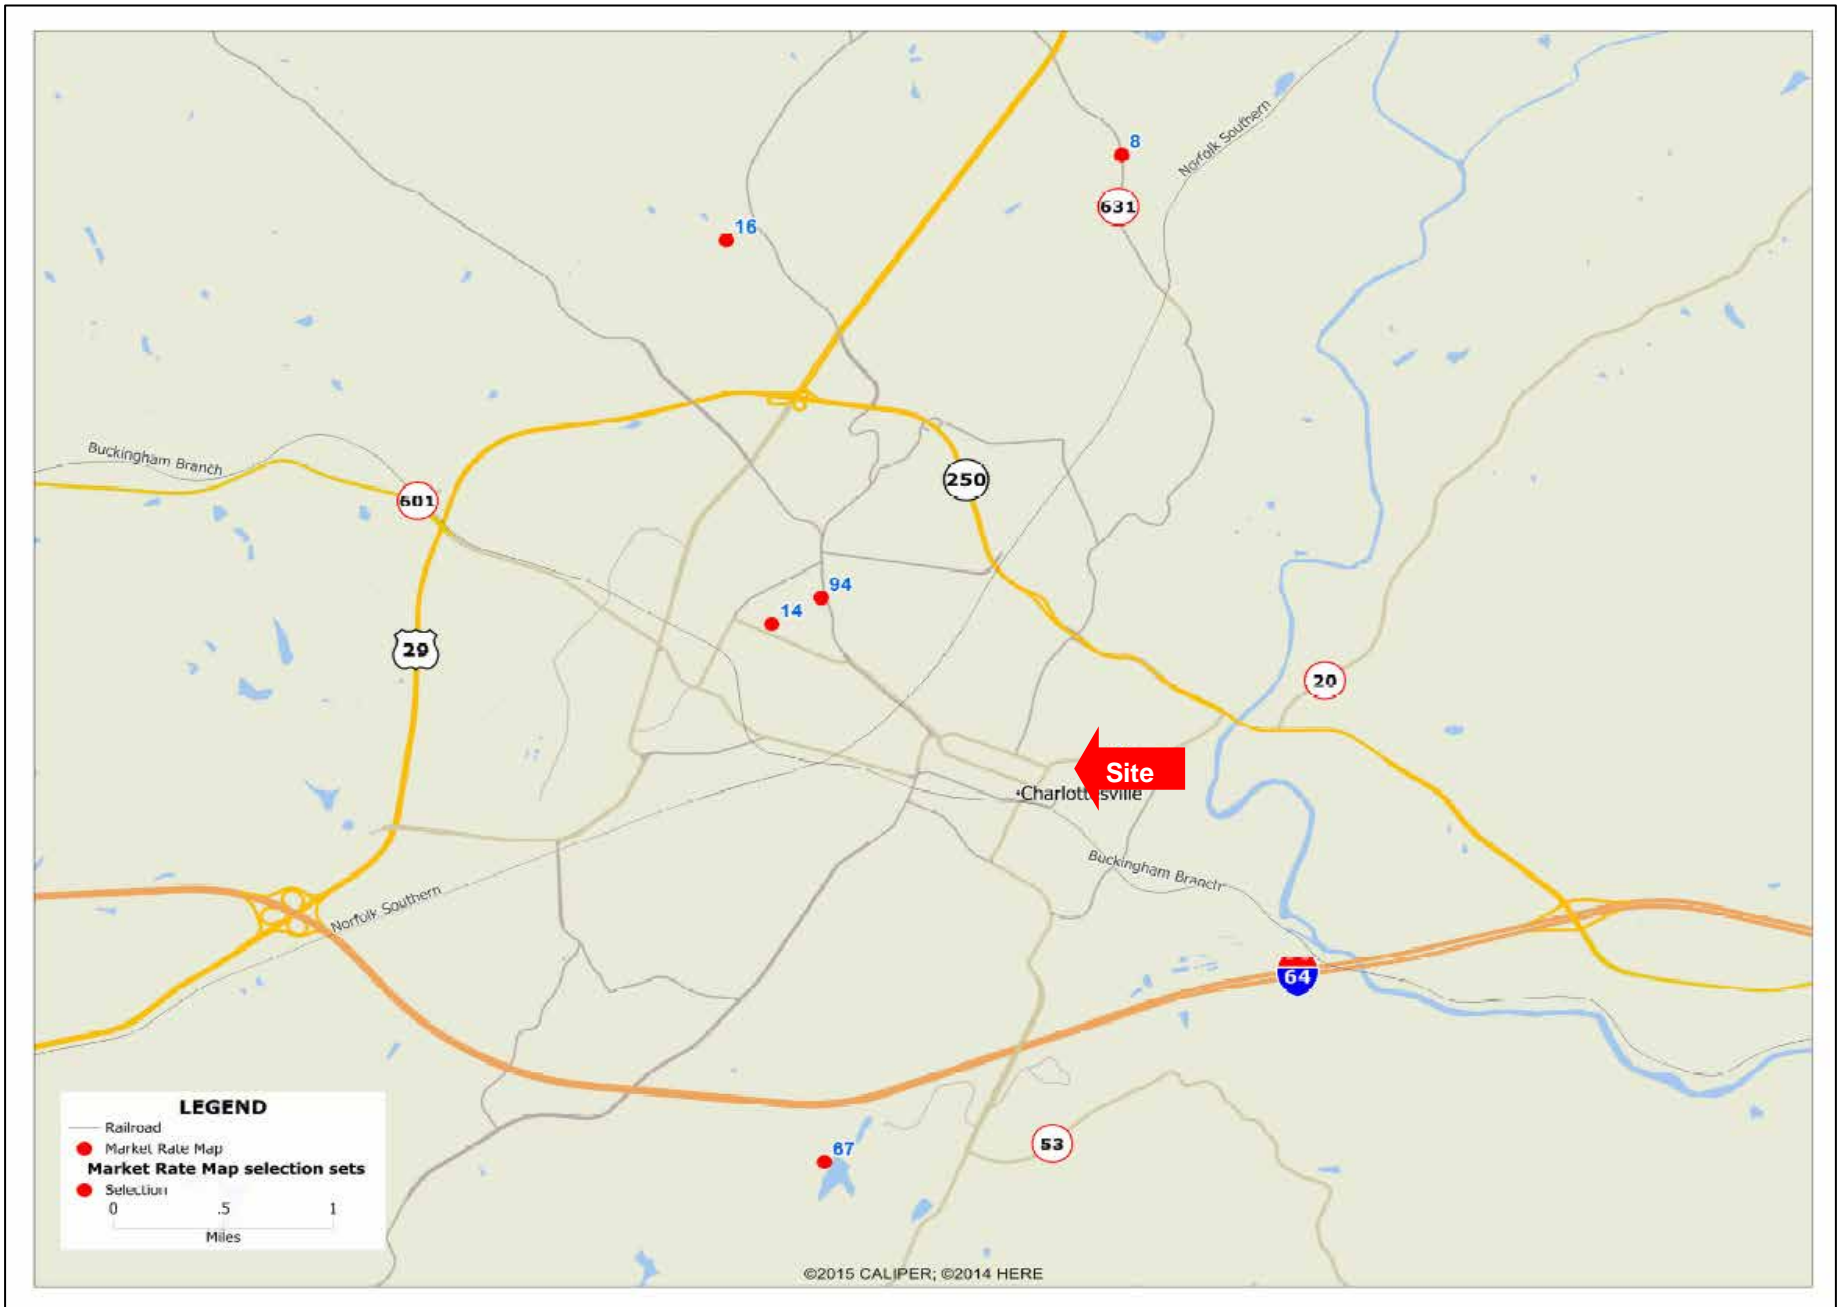 8
Norfolk Southern
631
16
Buckingham Branch
250
601
94
14
29
20
Site
Charlottesville
Buckingham Branch
Norfolk Southern
64
LEGEND
Railroad
Market Rate Map
Market Rate Map selection sets
Selection
0 .5 1
Miles
53
67
©2015 CALIPER; ©2014 HERE